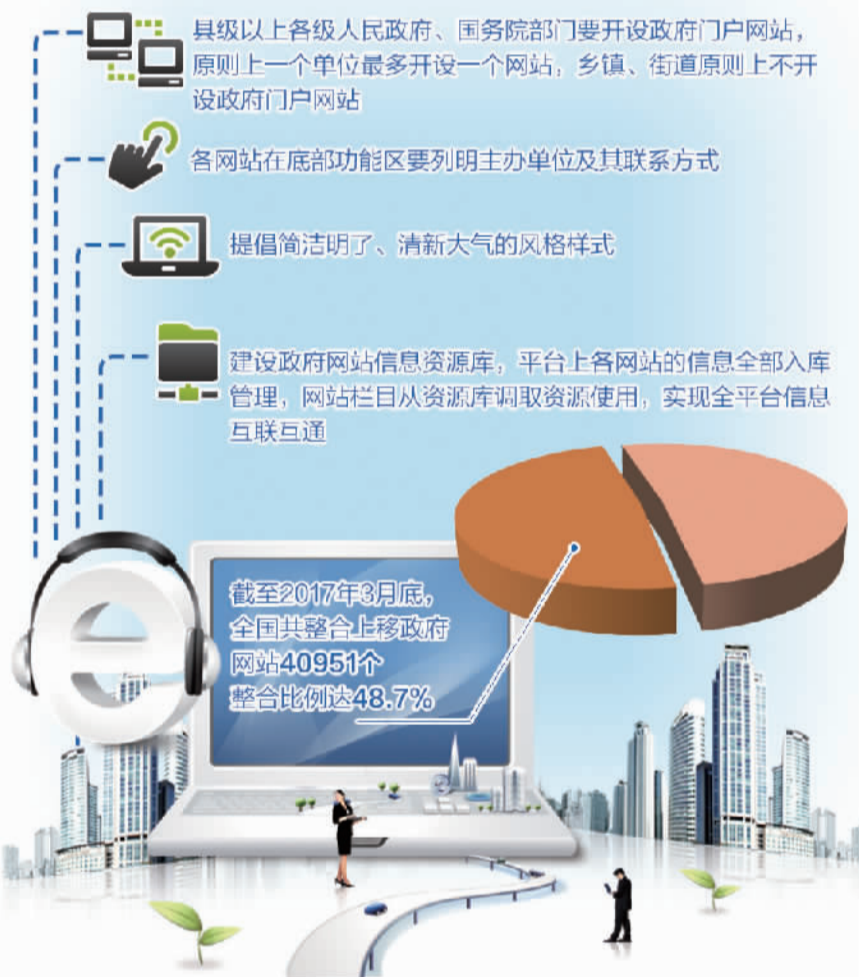 县级以上各级人民政府、国务院部门要开设政府门户网站，
原则上一个单位最多开设一个网站，乡镇、街道原则上不开
设政府门户网站
各网站在底部功能区要列明主办单位及其联系方式
提倡简洁明了、清新大气的风格样式
建设政府网站信息资源库，平台上各网站的信息全部入库
管理，网站栏目从资源库调取资源使用，实现全平台信息
互联互通
e
截至2017年3月底，
全国共整合上移政府
网站40951个
整合比例达48.7%